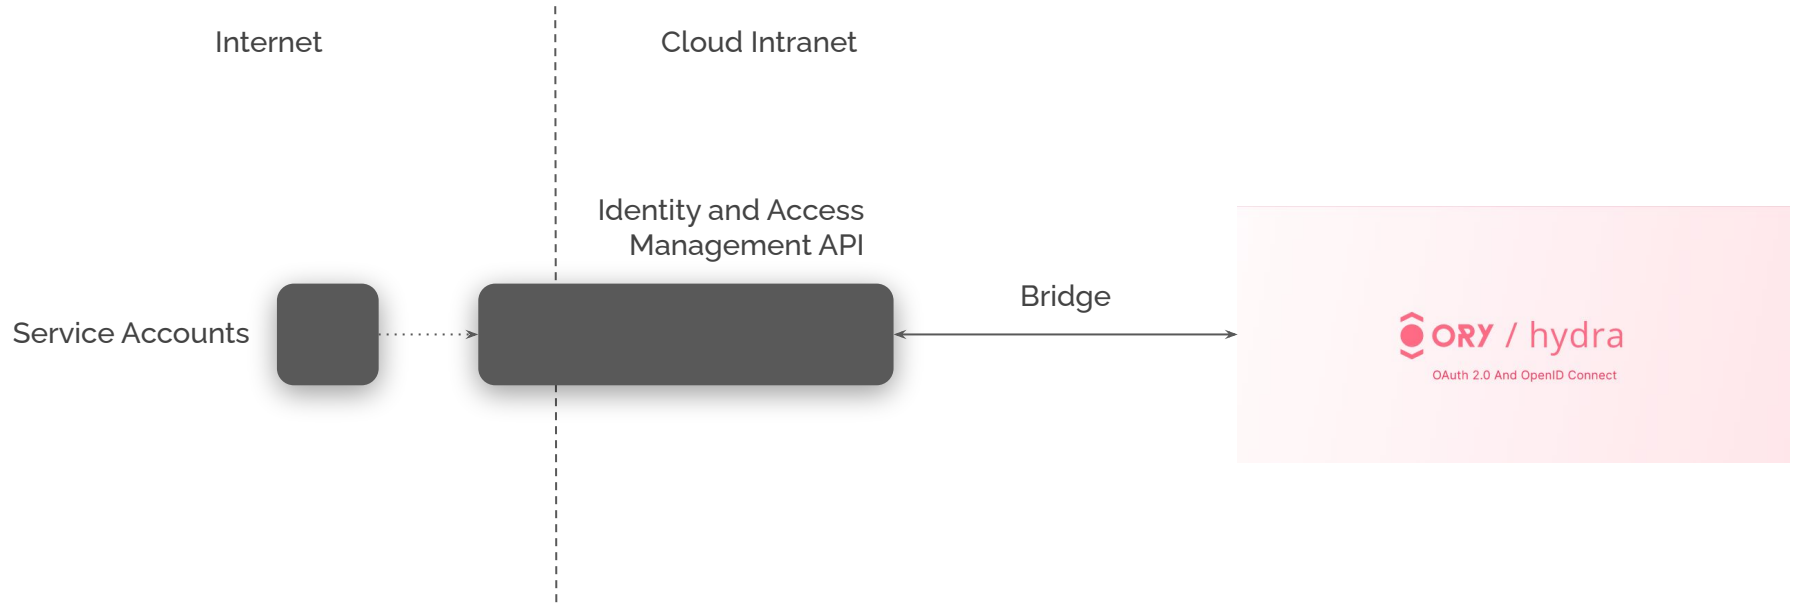 Internet
Cloud Intranet
Identity and Access
Management API
Bridge
Service Accounts
ORY / hydra
OAuth 2.0 And OpenID Connect